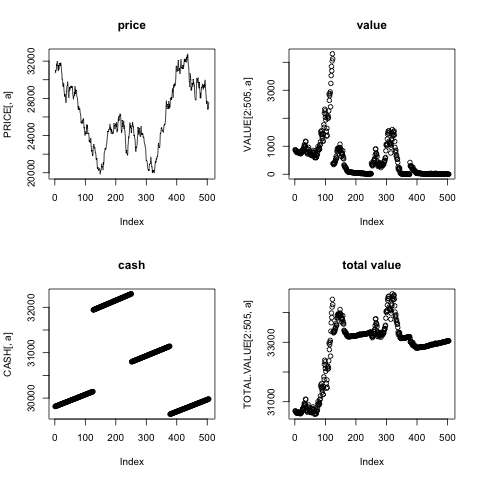 price
PRICE[, a]
20000 24000 28000 32000
0 100 200 300 400 500
Index
value
VALUE[2:505, a]
0 1000 3000
0 100 200 300 400 500
Index
cash
CASH[, a]
30000 31000 32000
0 100 200 300 400 500
Index
total value
TOTAL.VALUE[2:505, a]
31000 33000
0 100 200 300 400 500
Index